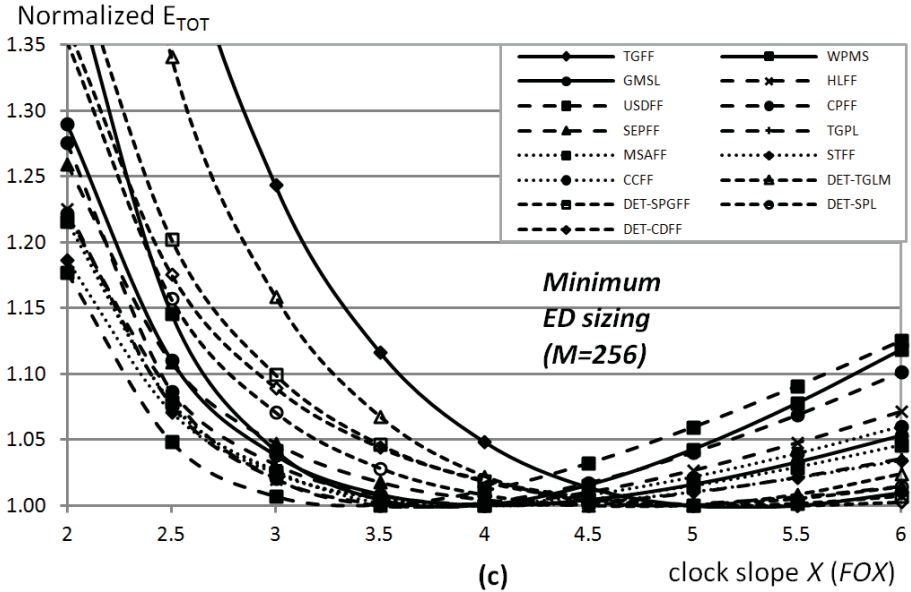 Normalized E_TOT
1.35
1.30
1.25
1.20
1.15
1.10
1.05
1.00
TGFF WPMS
GMSL HLFF
USDFF CPFF
SEPFF TGPL
MSAFF STFF
CCFF DET-TGLM
DET-SPGFF DET-SPL
DET-CDFF
Minimum
ED sizing
(M=256)
2 2.5 3 3.5 4 4.5 5 5.5 6
(c) clock slope X (FOX)